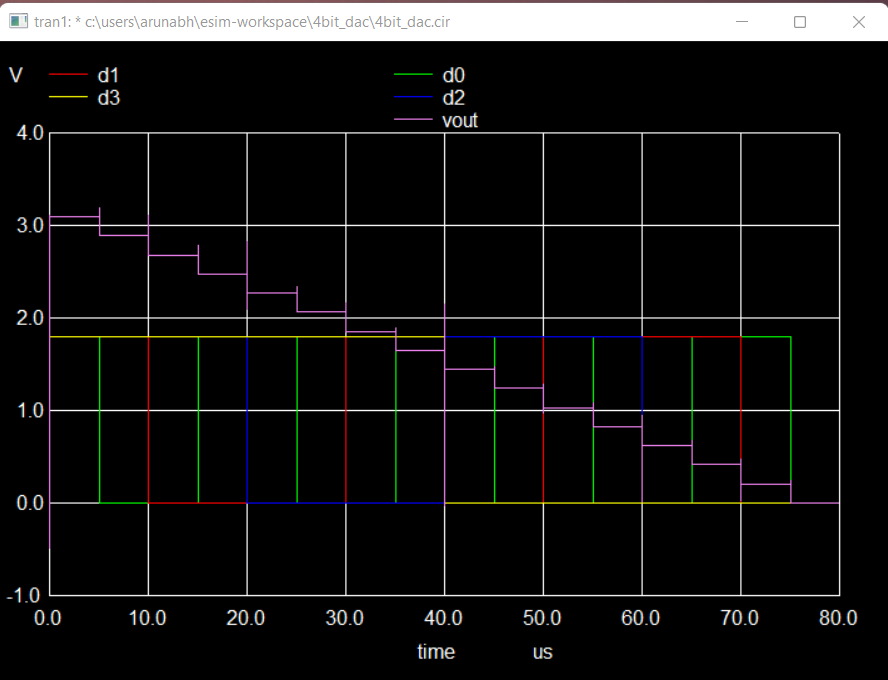 tran1: * c:\users\arunabh\esim-workspace\4bit_dac\4bit_dac.cir
V d1 d0
d3 d2
vout
4.0
3.0
2.0
1.0
0.0
-1.0
0.0 10.0 20.0 30.0 40.0 50.0 60.0 70.0 80.0
time us